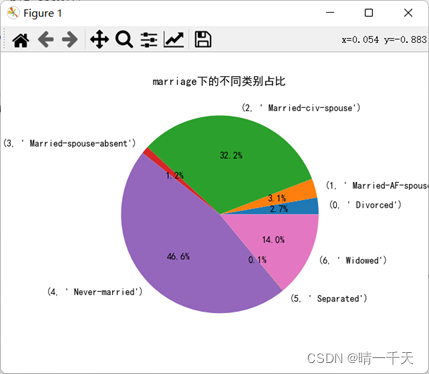 Figure 1
x=0.054 y=-0.883
marriage下的不同类别占比
(2, ' Married-civ-spouse')
(3, ' Married-spouse-absent')
32.2%
1.2%
(1, ' Married-AF-spous
3.1%
2.7%
(0, ' Divorced')
14.0%
46.6%
0.1%
(6, ' Widowed')
(4, ' Never-married')
(5, ' Separated')
CSDN @晴一千天